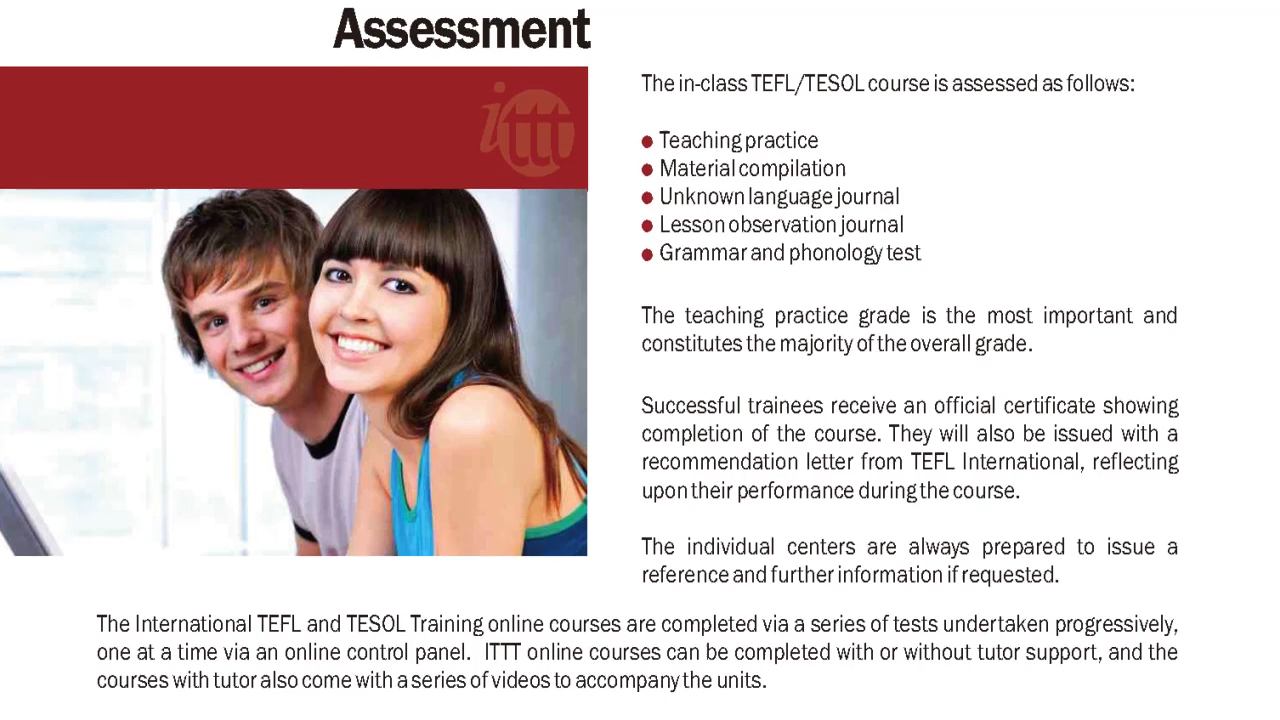 Assessment
ittt
The in-class TEFL/TESOL course is assessed as follows:
● Teaching practice
● Material compilation
● Unknown language journal
● Lesson observation journal
● Grammar and phonology test
The teaching practice grade is the most important and
constitutes the majority of the overall grade.
Successful trainees receive an official certificate showing
completion of the course. They will also be issued with a
recommendation letter from TEFL International, reflecting
upon their performance during the course.
The individual centers are always prepared to issue a
reference and further information if requested.
The International TEFL and TESOL Training online courses are completed via a series of tests undertaken progressively,
one at a time via an online control panel.  ITTT online courses can be completed with or without tutor support, and the
courses with tutor also come with a series of videos to accompany the units.